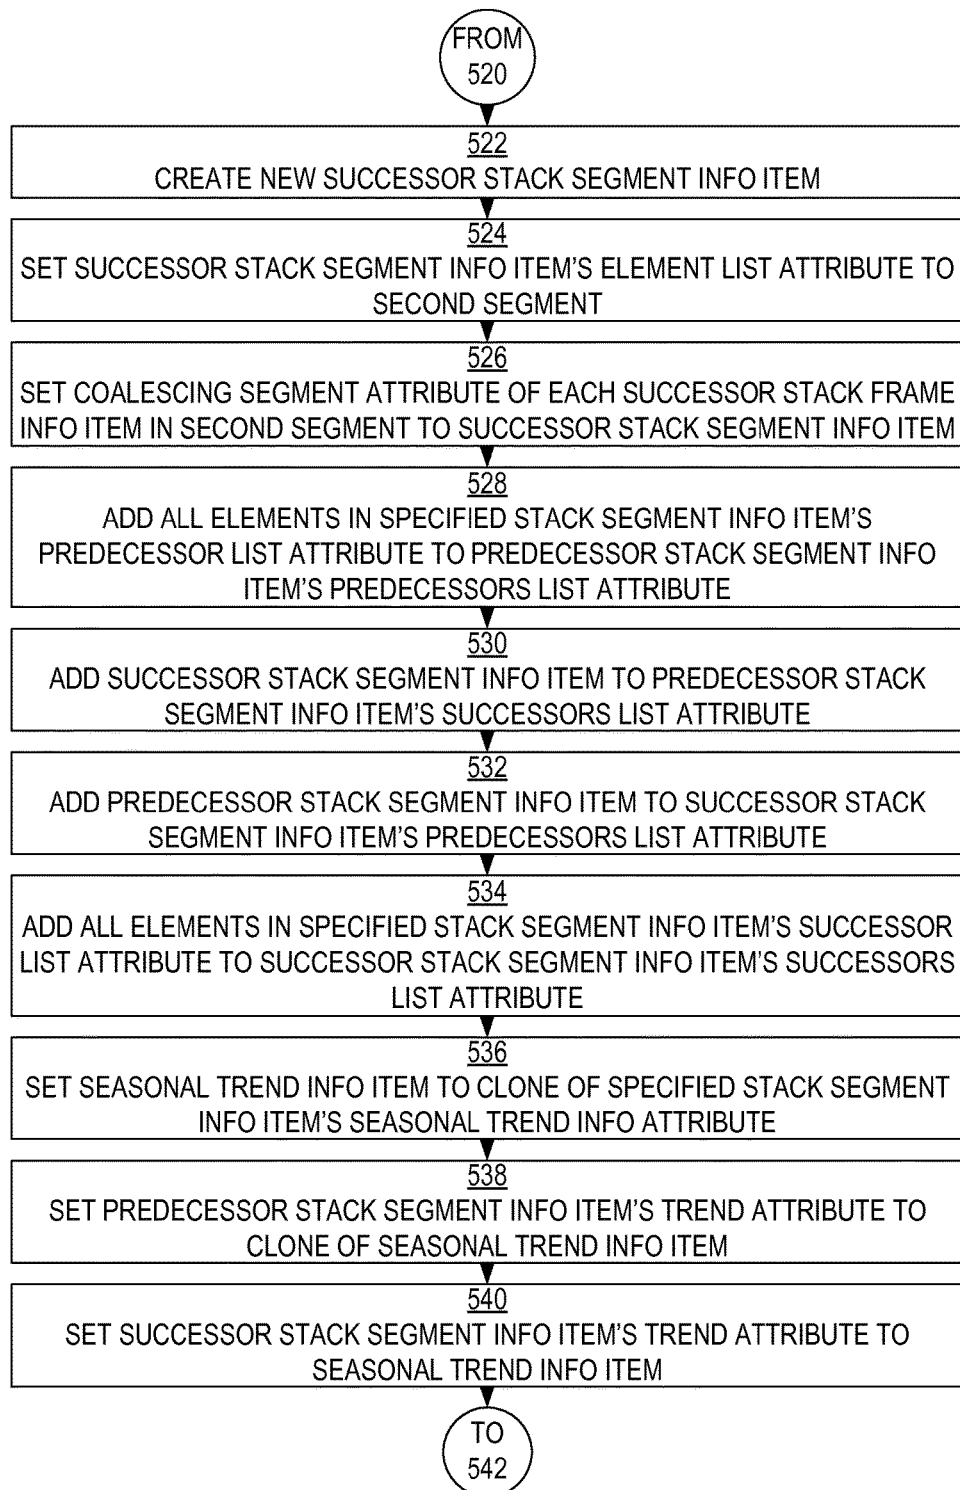 FROM
520
522
CREATE NEW SUCCESSOR STACK SEGMENT INFO ITEM
524
SET SUCCESSOR STACK SEGMENT INFO ITEM'S ELEMENT LIST ATTRIBUTE TO
SECOND SEGMENT
526
SET COALESCING SEGMENT ATTRIBUTE OF EACH SUCCESSOR STACK FRAME
INFO ITEM IN SECOND SEGMENT TO SUCCESSOR STACK SEGMENT INFO ITEM
528
ADD ALL ELEMENTS IN SPECIFIED STACK SEGMENT INFO ITEM'S
PREDECESSOR LIST ATTRIBUTE TO PREDECESSOR STACK SEGMENT INFO
ITEM'S PREDECESSORS LIST ATTRIBUTE
530
ADD SUCCESSOR STACK SEGMENT INFO ITEM TO PREDECESSOR STACK
SEGMENT INFO ITEM'S SUCCESSORS LIST ATTRIBUTE
532
ADD PREDECESSOR STACK SEGMENT INFO ITEM TO SUCCESSOR STACK
SEGMENT INFO ITEM'S PREDECESSORS LIST ATTRIBUTE
534
ADD ALL ELEMENTS IN SPECIFIED STACK SEGMENT INFO ITEM'S SUCCESSOR
LIST ATTRIBUTE TO SUCCESSOR STACK SEGMENT INFO ITEM'S SUCCESSORS
LIST ATTRIBUTE
536
SET SEASONAL TREND INFO ITEM TO CLONE OF SPECIFIED STACK SEGMENT
INFO ITEM'S SEASONAL TREND INFO ATTRIBUTE
538
SET PREDECESSOR STACK SEGMENT INFO ITEM'S TREND ATTRIBUTE TO
CLONE OF SEASONAL TREND INFO ITEM
540
SET SUCCESSOR STACK SEGMENT INFO ITEM'S TREND ATTRIBUTE TO
SEASONAL TREND INFO ITEM
TO
542